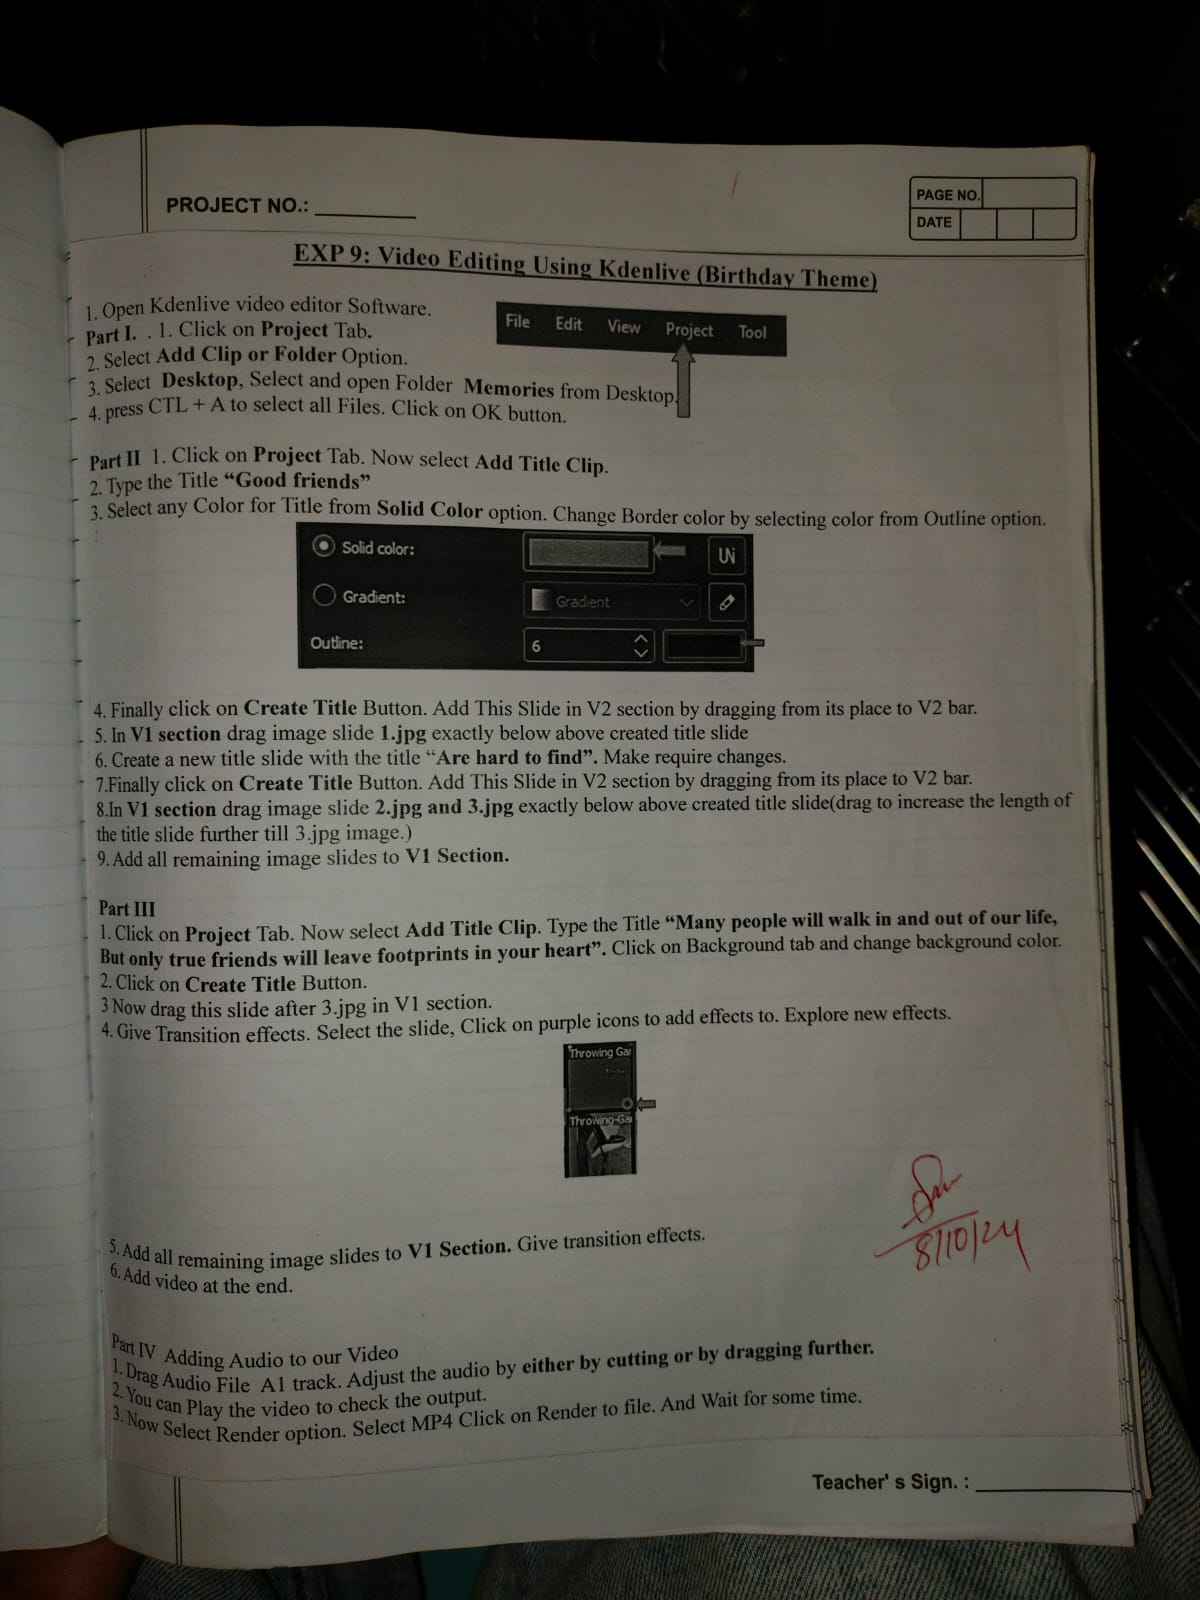 PROJECT NO.:
PAGE NO.
DATE
EXP 9: Video Editing Using Kdenlive (Birthday Theme)
1. Open Kdenlive video editor Software.
Part I. . 1. Click on Project Tab.
File Edit View Project Tool
2. Select Add Clip or Folder Option.
3. Select Desktop, Select and open Folder Memories from Desktop.
4. press CTL + A to select all Files. Click on OK button.
Part II 1. Click on Project Tab. Now select Add Title Clip.
2. Type the Title “Good friends”
3. Select any Color for Title from Solid Color option. Change Border color by selecting color from Outline option.
Solid color:
Gradient: Gradient
Outline: 6
4. Finally click on Create Title Button. Add This Slide in V2 section by dragging from its place to V2 bar.
5. In V1 section drag image slide 1.jpg exactly below above created title slide
6. Create a new title slide with the title “Are hard to find”. Make require changes.
7.Finally click on Create Title Button. Add This Slide in V2 section by dragging from its place to V2 bar.
8.In V1 section drag image slide 2.jpg and 3.jpg exactly below above created title slide(drag to increase the length of
the title slide further till 3.jpg image.)
9. Add all remaining image slides to V1 Section.
Part III
1. Click on Project Tab. Now select Add Title Clip. Type the Title “Many people will walk in and out of our life,
But only true friends will leave footprints in your heart”. Click on Background tab and change background color.
2. Click on Create Title Button.
3 Now drag this slide after 3.jpg in V1 section.
4. Give Transition effects. Select the slide, Click on purple icons to add effects to. Explore new effects.
Throwing Gar
Throwing-Gar
8/10/24
5. Add all remaining image slides to V1 Section. Give transition effects.
6. Add video at the end.
Part IV Adding Audio to our Video
1. Drag Audio File A1 track. Adjust the audio by either by cutting or by dragging further.
2. You can Play the video to check the output.
3. Now Select Render option. Select MP4 Click on Render to file. And Wait for some time.
Teacher's Sign. :